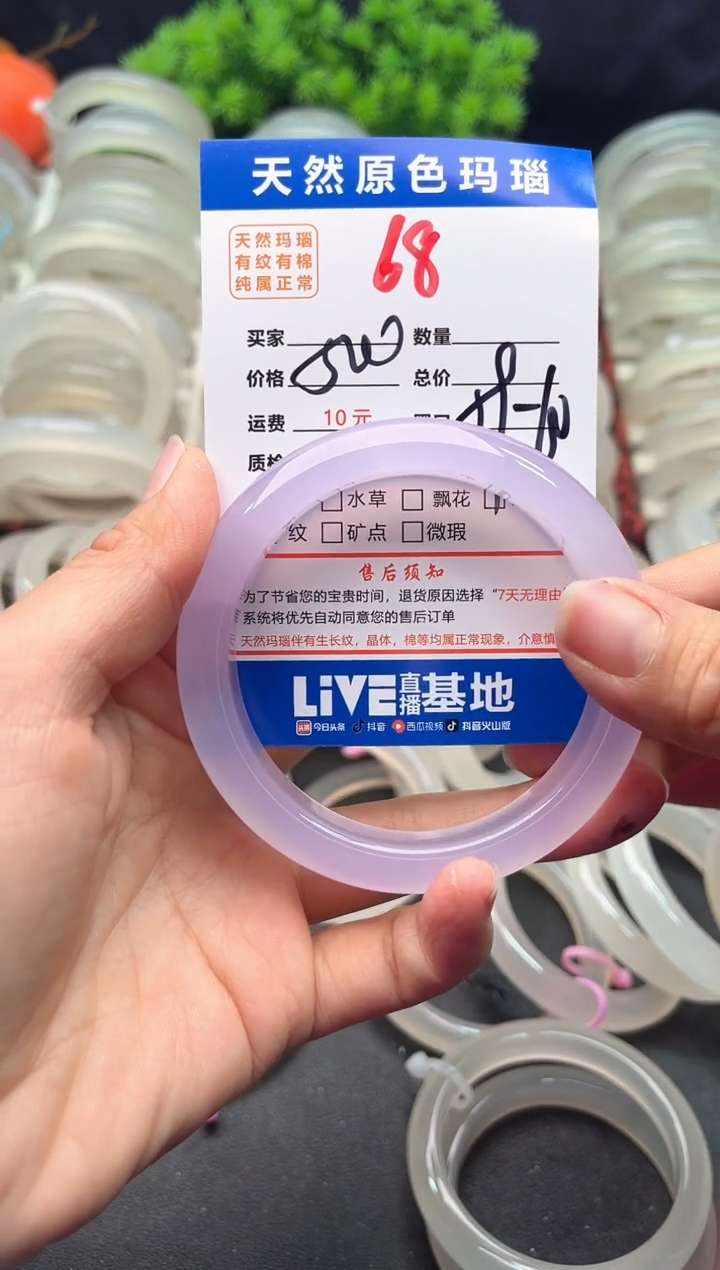 天然原色玛瑙
天然玛瑙
有纹有棉
纯属正常
68
买家 数量
价格 总价
运费 10元
质检
水草 飘花
纹 矿点 微瑕
售后须知
为了节省您的宝贵时间，退货原因选择“7天无理由
系统将优先自动同意您的售后订单
天然玛瑙伴有生长纹，晶体，棉等均属正常现象，介意慎
LiVE直播基地
头条 今日头条 抖音 西瓜视频 抖音火山版